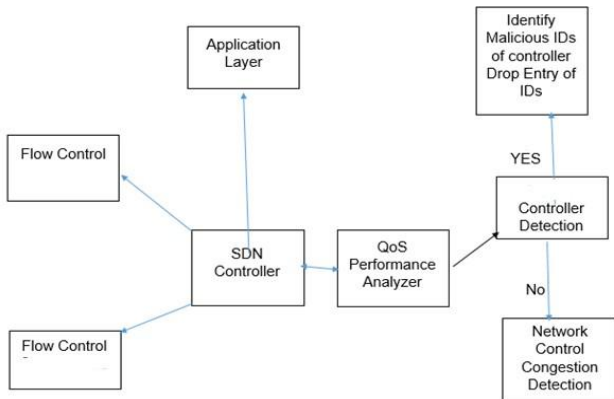 Identify
Malicious IDs
of controller
Drop Entry of
IDs
Application
Layer
Flow Control
YES
Controller
Detection
SDN
Controller
QoS
Performance
Analyzer
No
Flow Control
Network
Control
Congestion
Detection